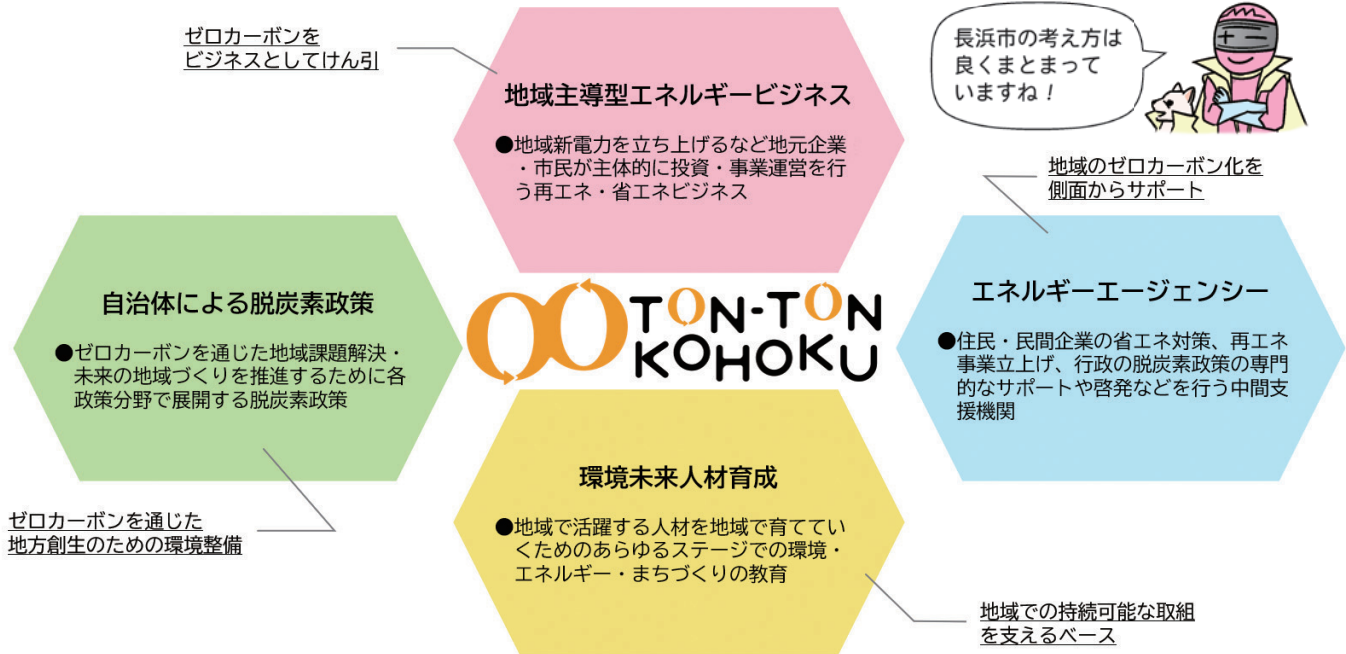 ゼロカーボンを
ビジネスとしてけん引
地域主導型エネルギービジネス
●地域新電力を立ち上げるなど地元企業
・市民が主体的に投資・事業運営を行
う再エネ・省エネビジネス
長浜市の考え方は
良くまとまって
いますね！
地域のゼロカーボン化を
側面からサポート
自治体による脱炭素政策
●ゼロカーボンを通じた地域課題解決・
未来の地域づくりを推進するために各
政策分野で展開する脱炭素政策
TON-TON
KOHOKU
エネルギーエージェンシー
●住民・民間企業の省エネ対策、再エネ
事業立上げ、行政の脱炭素政策の専門
的なサポートや啓発などを行う中間支
援機関
ゼロカーボンを通じた
地方創生のための環境整備
環境未来人材育成
●地域で活躍する人材を地域で育ててい
くためのあらゆるステージでの環境・
エネルギー・まちづくりの教育
地域での持続可能な取組
を支えるベース